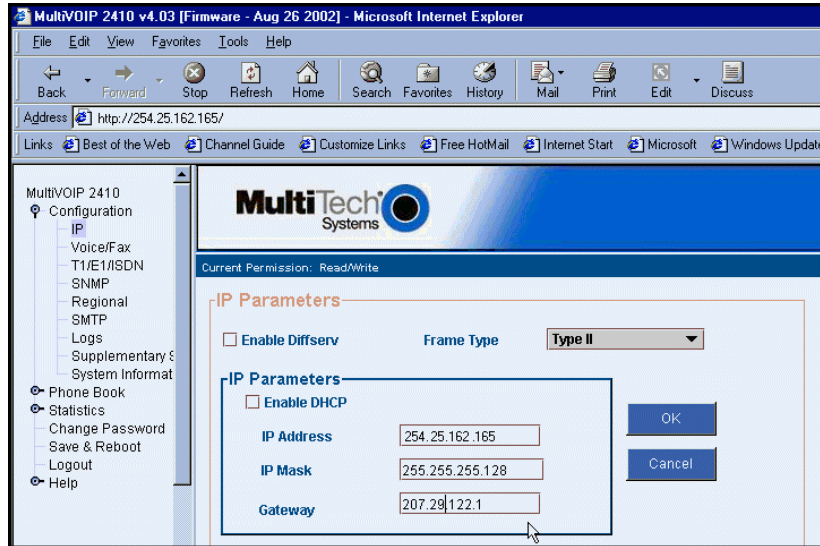 MultiVOIP 2410 v4.03 [Firmware - Aug 26 2002] - Microsoft Internet Explorer
File Edit View Favorites Tools Help
Back Forward Stop Refresh Home Search Favorites History Mail Print Edit Discuss
Address http://254.25.162.165/
Links Best of the Web Channel Guide Customize Links Free HotMail Internet Start Microsoft Windows Update
MultiVOIP 2410
Configuration
IP
Voice/Fax
T1/E1/ISDN
SNMP
Regional
SMTP
Logs
Supplementary S
System Informat
Phone Book
Statistics
Change Password
Save & Reboot
Logout
Help
MultiTech
Systems
Current Permission: Read/Write
IP Parameters
Enable Diffserv Frame Type Type II
IP Parameters
Enable DHCP
IP Address 254.25.162.165
IP Mask 255.255.255.128
Gateway 207.29.122.1
OK
Cancel